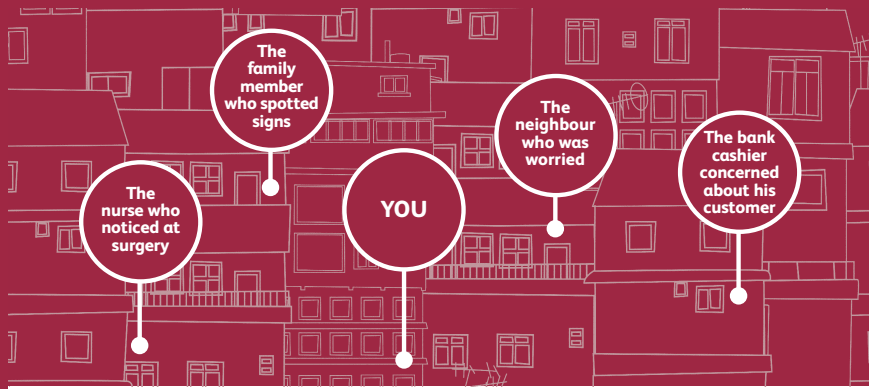 The
family
member
who spotted
signs
The
neighbour
who was
worried
The bank
cashier
concerned
about his
customer
The
nurse who
noticed at
surgery
YOU